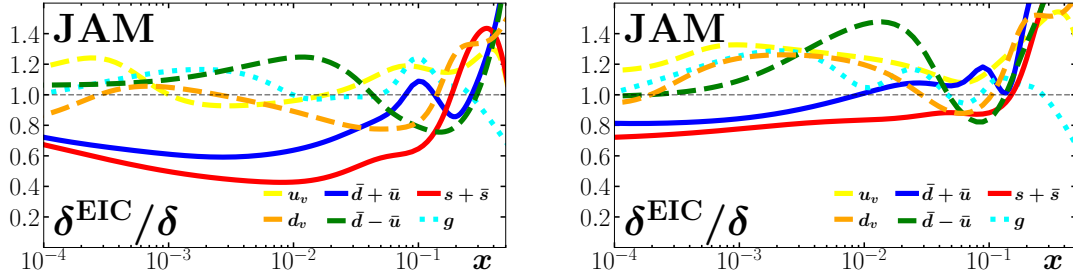 JAM
1.4
1.2
1.0
0.8
0.6
0.4
0.2
u_v
d̄ + ū
s + s̄
d_v
d̄ − ū
g
δ^EIC/δ
10⁻⁴
10⁻³
10⁻²
10⁻¹
x
JAM
1.4
1.2
1.0
0.8
0.6
0.4
0.2
u_v
d̄ + ū
s + s̄
d_v
d̄ − ū
g
δ^EIC/δ
10⁻⁴
10⁻³
10⁻²
10⁻¹
x